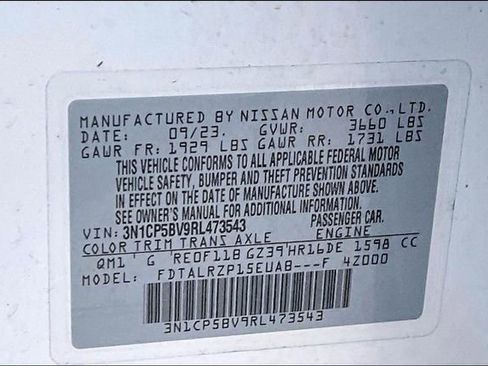 MANUFACTURED BY NISSAN MOTOR CO., LTD.
DATE: 09/23. GVWR: 3660 LBS
GAWR FR: 1929 LBS GAWR RR: 1731 LBS
THIS VEHICLE CONFORMS TO ALL APPLICABLE FEDERAL MOTOR
VEHICLE SAFETY, BUMPER AND THEFT PREVENTION STANDARDS
IN EFFECT ON THE DATE OF MANUFACTURE SHOWN ABOVE.
SEE OWNER'S MANUAL FOR ADDITIONAL INFORMATION.
VIN: 3N1CP5BV9RL473543 PASSENGER CAR.
COLOR TRIM TRANS AXLE ENGINE
QM1 G RE0F11B GZ39 HR16DE 1598 CC
MODEL: FDTALRZP15EUA8---F 4Z000
3N1CP5BV9RL473543